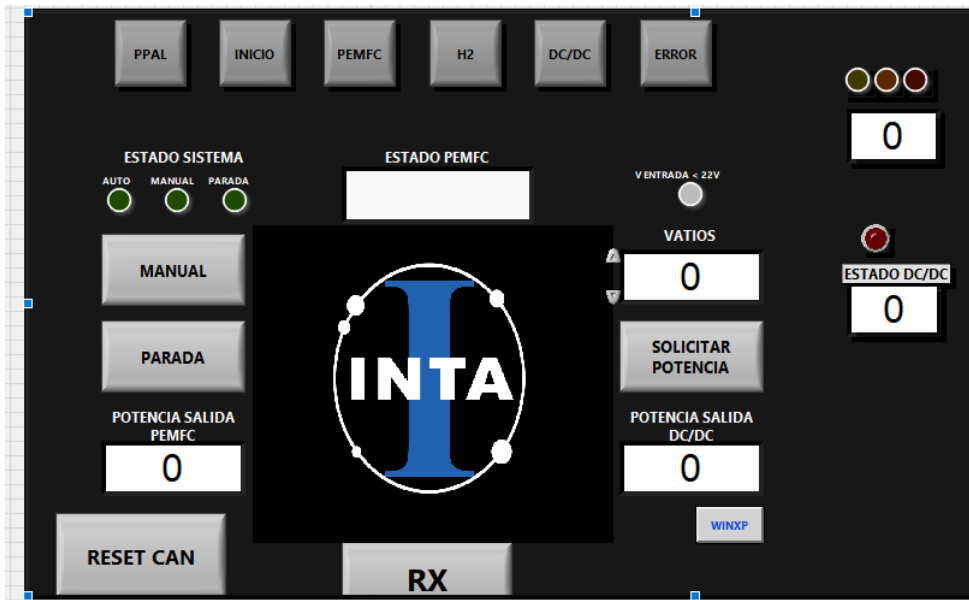 PPAL
INICIO
PEMFC
H2
DC/DC
ERROR
0
ESTADO SISTEMA
AUTO
MANUAL
PARADA
ESTADO PEMFC
V ENTRADA < 22V
VATIOS
0
ESTADO DC/DC
0
MANUAL
PARADA
INTA
SOLICITAR
POTENCIA
POTENCIA SALIDA
PEMFC
0
POTENCIA SALIDA
DC/DC
0
WINXP
RESET CAN
RX